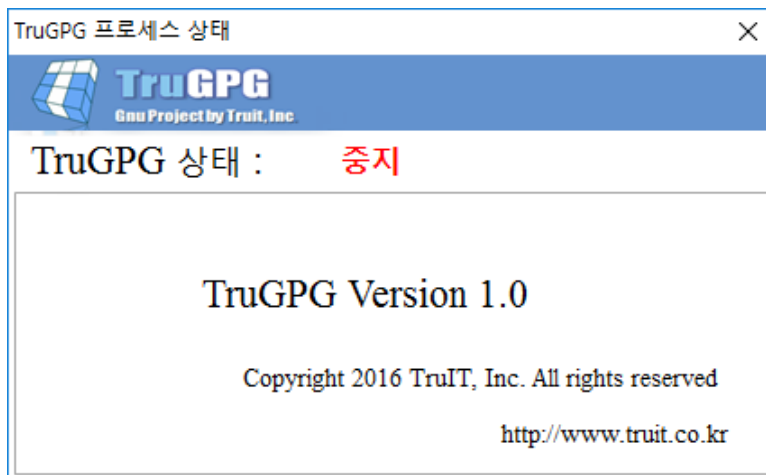 TruGPG 프로세스 상태
TruGPG
Gnu Project by Truit, Inc.
TruGPG 상태 : 중지
TruGPG Version 1.0
Copyright 2016 TruIT, Inc. All rights reserved
http://www.truit.co.kr